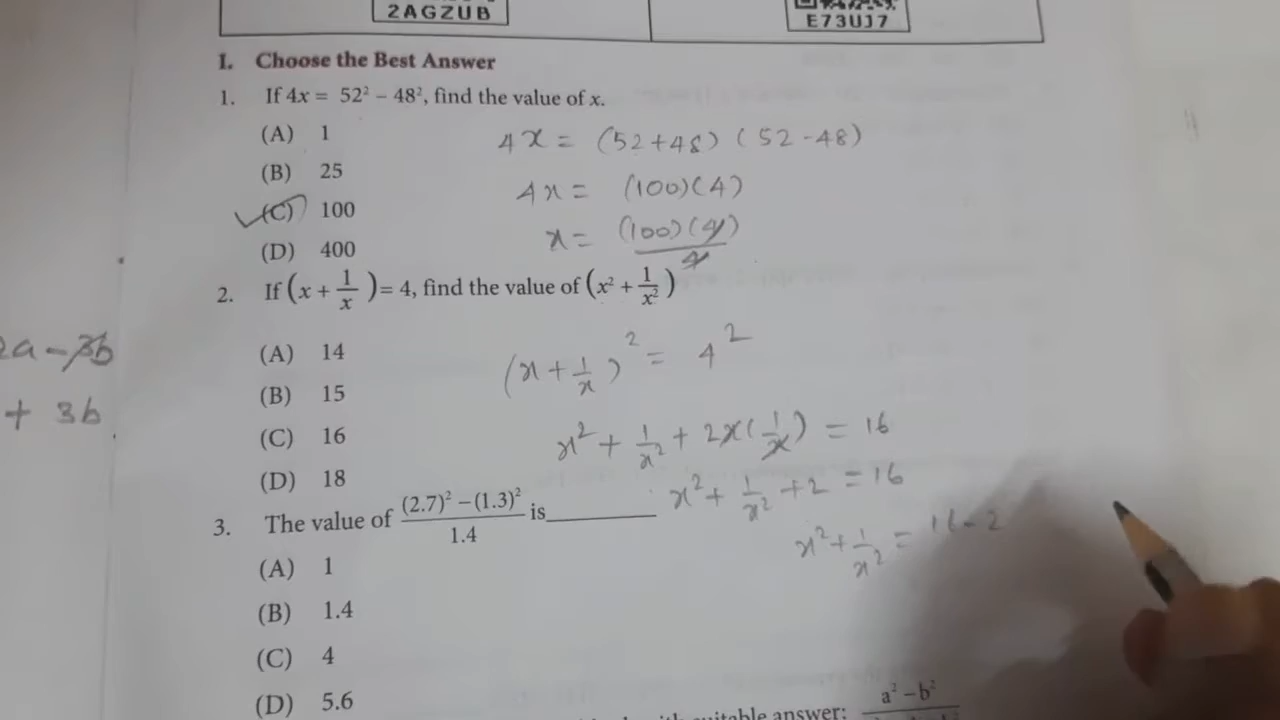 2AGZUB
E73UJ7
I. Choose the Best Answer
1. If 4x = 52² – 48², find the value of x.
(A) 1
(B) 25
(C) 100
(D) 400
4x = (52+48) (52-48)
4x = (100)(4)
x = (100)(4)/4
2. If (x + 1/x) = 4, find the value of (x² + 1/x²)
(A) 14
(B) 15
(C) 16
(D) 18
(x + 1/x)² = 4²
x² + 1/x² + 2x(1/x) = 16
x² + 1/x² + 2 = 16
x² + 1/x² = 16-2
2a - 3b
+ 3b
3. The value of (2.7)² – (1.3)²/1.4 is________
(A) 1
(B) 1.4
(C) 4
(D) 5.6
suitable answer: a² – b²